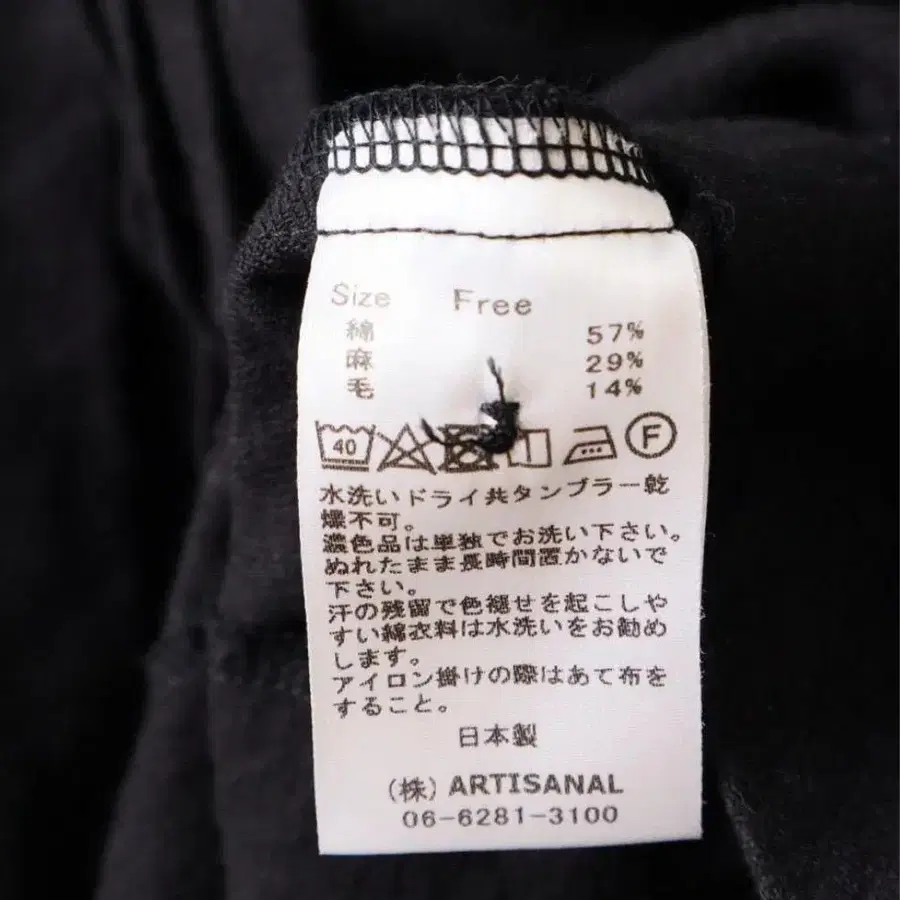 Size Free
綿 57%
麻 29%
毛 14%
40 F
水洗いドライ共タンブラー乾
燥不可。
濃色品は単独でお洗い下さい。
ぬれたまま長時間置かないで
下さい。
汗の残留で色褪せを起こしや
すい綿衣料は水洗いをお勧め
します。
アイロン掛けの際はあて布を
すること。
日本製
(株) ARTISANAL
06-6281-3100